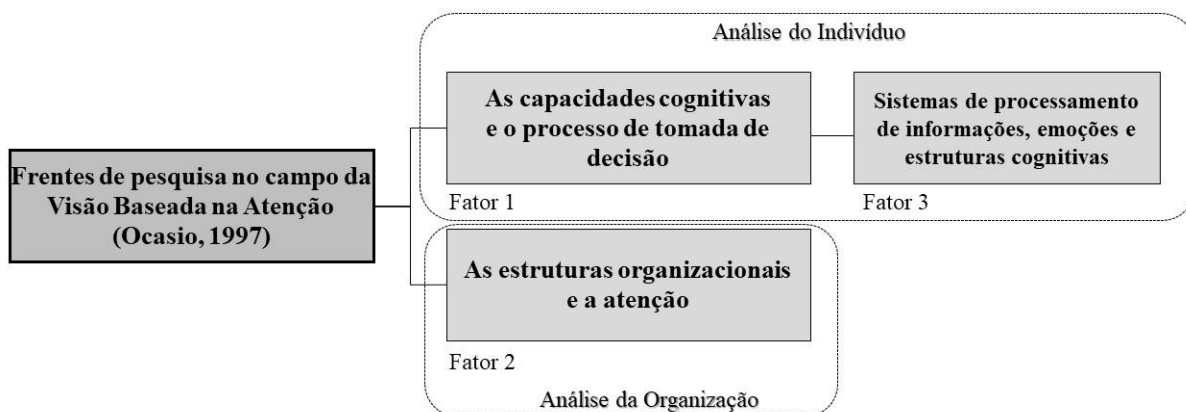 Análise do Indivíduo
As capacidades cognitivas
e o processo de tomada de
decisão
Fator 1
Sistemas de processamento
de informações, emoções e
estruturas cognitivas
Fator 3
Frentes de pesquisa no campo da
Visão Baseada na Atenção
(Ocasio, 1997)
As estruturas organizacionais
e a atenção
Fator 2
Análise da Organização